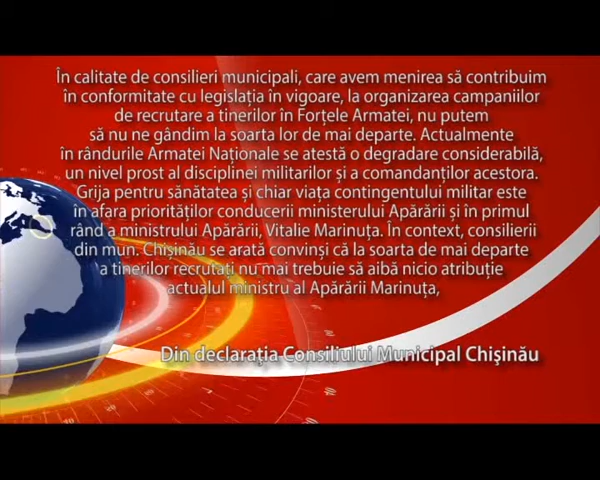 În calitate de consilieri municipali, care avem menirea să contribuim
în conformitate cu legislația în vigoare, la organizarea campaniilor
de recrutare a tinerilor în Forțele Armatei, nu putem
să nu ne gândim la soarta lor de mai departe. Actualmente
în rândurile Armatei Naționale se atestă o degradare considerabilă,
un nivel prost al disciplinei militarilor și a comandanților acestora.
Grija pentru sănătatea și chiar viața contingentului militar este
în afara priorităților conducerii ministerului Apărării și în primul
rând a ministrului Apărării, Vitalie Marinuța. În context, consilierii
din mun. Chișinău se arată convinși că la soarta de mai departe
a tinerilor recrutați nu mai trebuie să aibă nicio atribuție
actualul ministru al Apărării Marinuța,
Din declarația Consiliului Municipal Chișinău